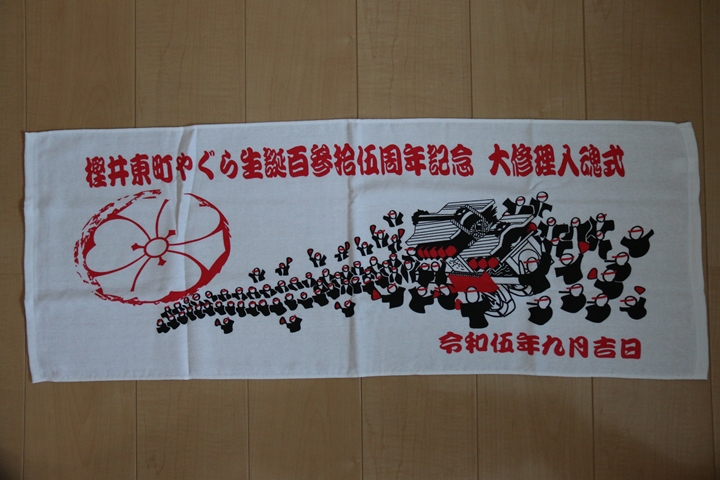 樫井東町やぐら生誕百参拾伍周年記念 大修理入魂式
令和伍年九月吉日